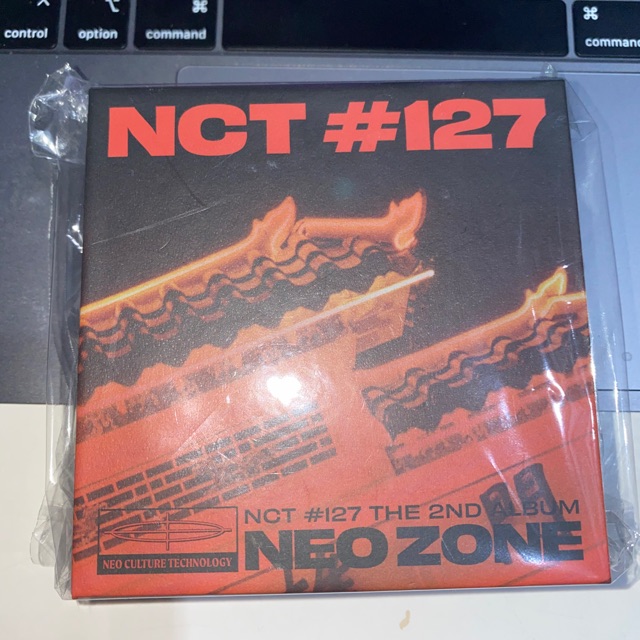 control
option
command
⌘
⌘
command
NCT #127
NCT #127 THE 2ND ALBUM
NEO ZONE
NEO CULTURE TECHNOLOGY